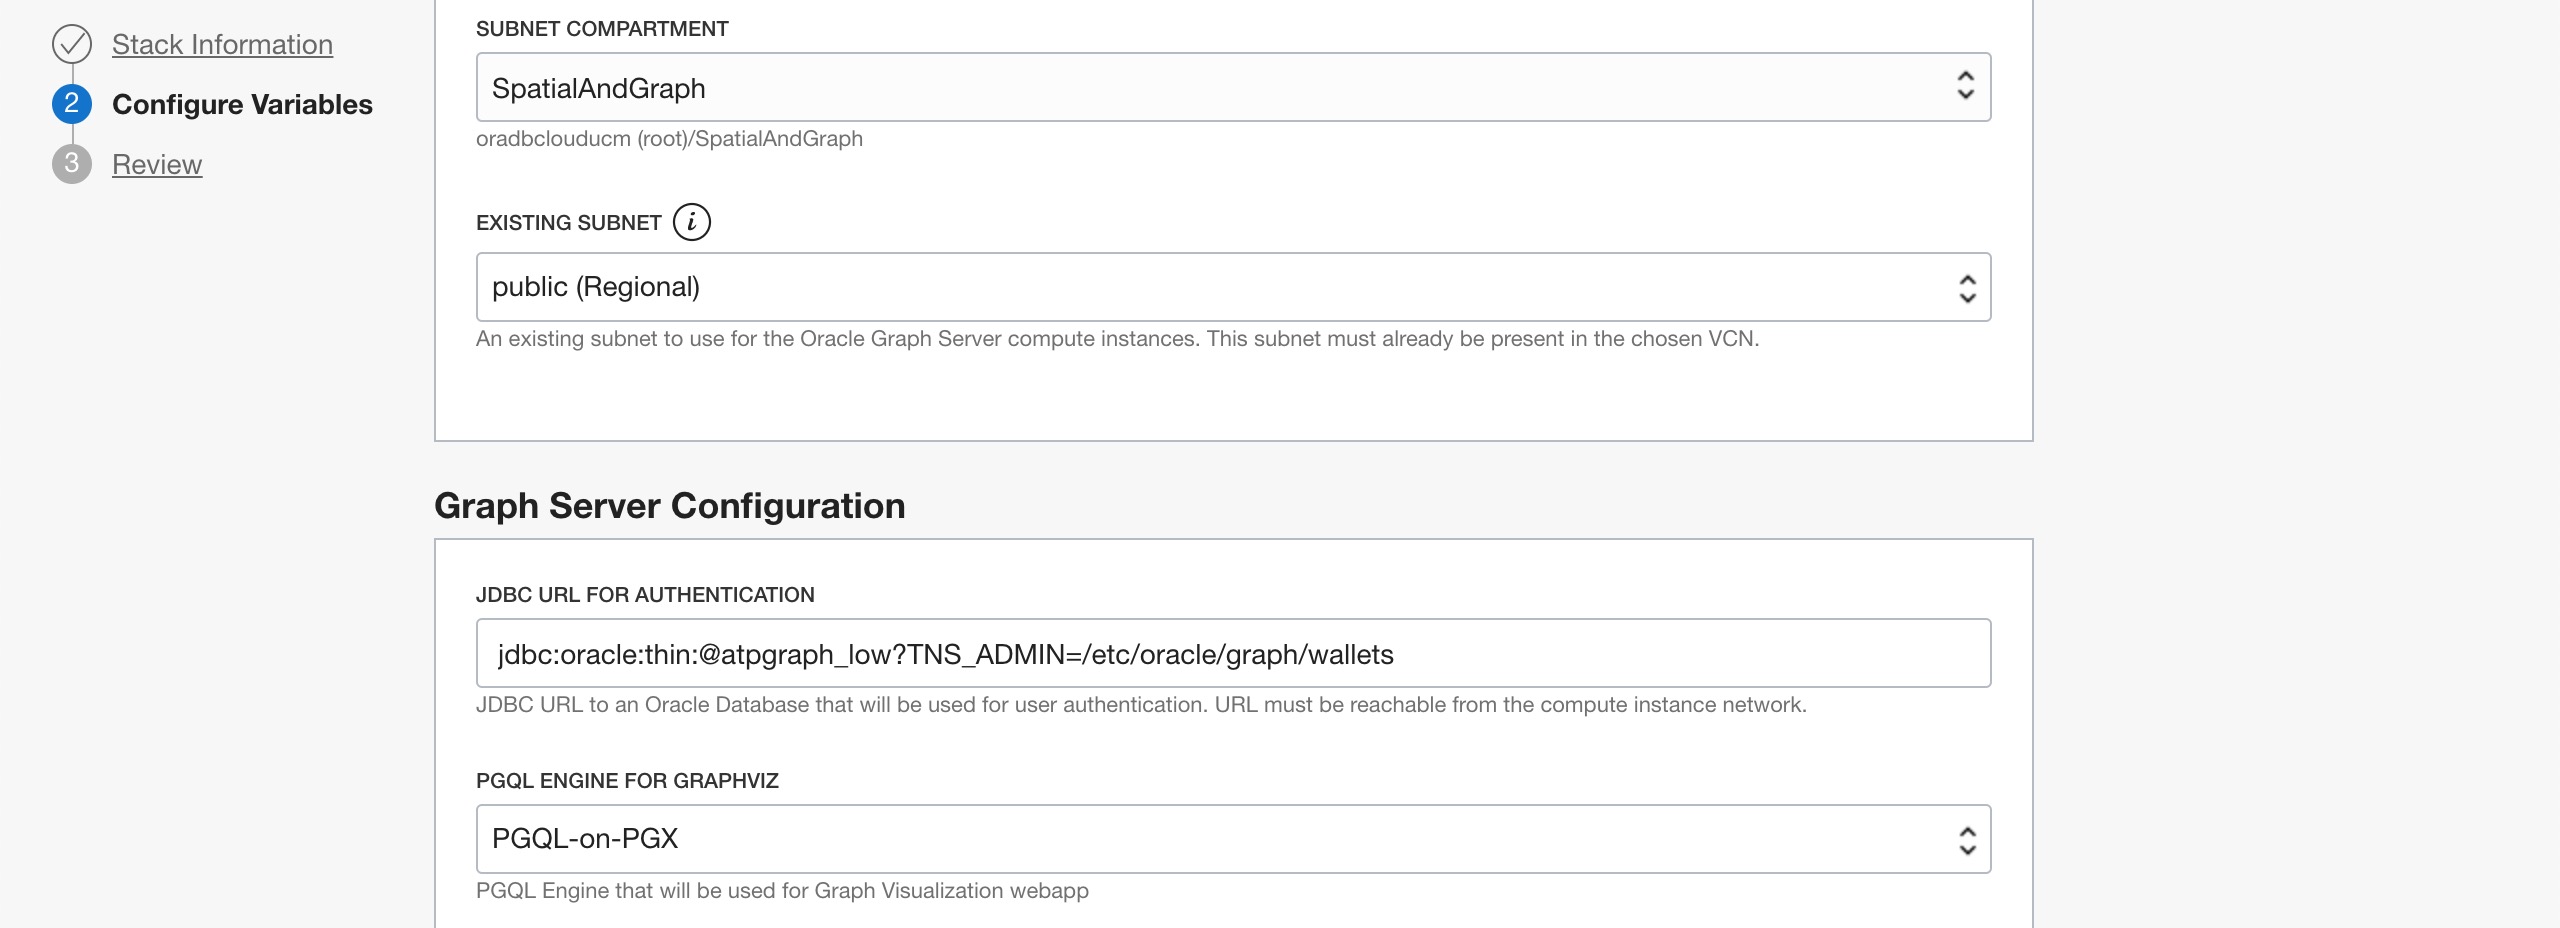 Stack Information
2 Configure Variables
3 Review
SUBNET COMPARTMENT
SpatialAndGraph
oradbclouducm (root)/SpatialAndGraph
EXISTING SUBNET i
public (Regional)
An existing subnet to use for the Oracle Graph Server compute instances. This subnet must already be present in the chosen VCN.
Graph Server Configuration
JDBC URL FOR AUTHENTICATION
jdbc:oracle:thin:@atpgraph_low?TNS_ADMIN=/etc/oracle/graph/wallets
JDBC URL to an Oracle Database that will be used for user authentication. URL must be reachable from the compute instance network.
PGQL ENGINE FOR GRAPHVIZ
PGQL-on-PGX
PGQL Engine that will be used for Graph Visualization webapp